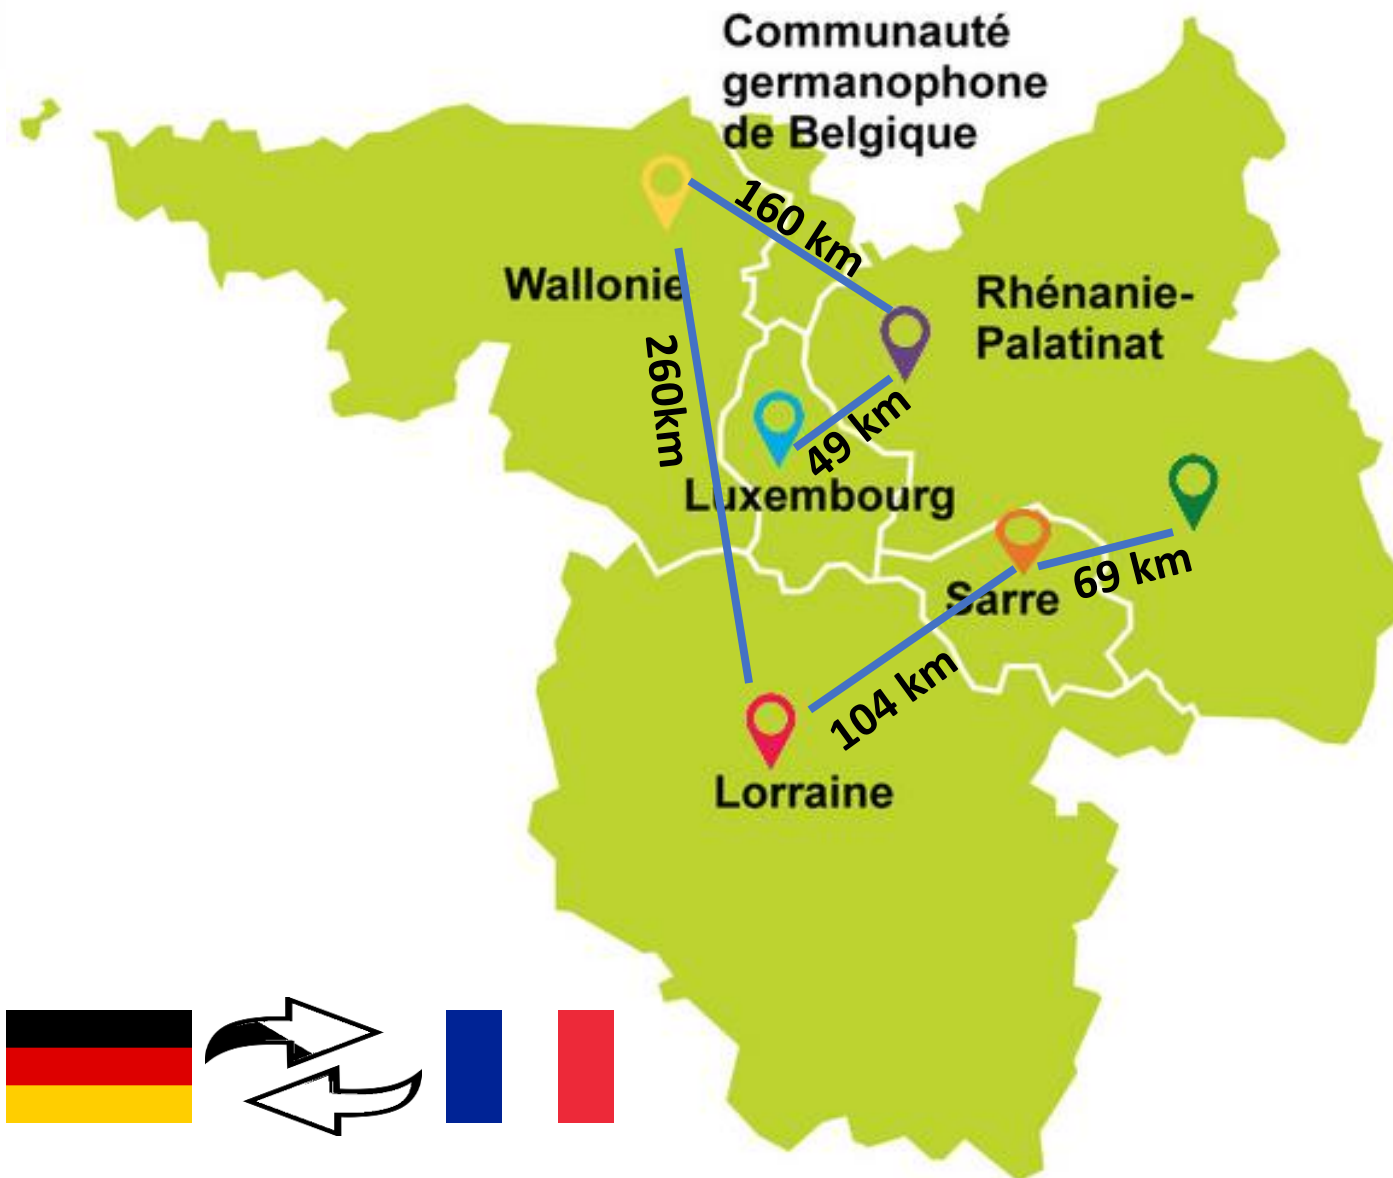 Communauté
germanophone
de Belgique
160 km
Wallonie
Rhénanie-
Palatinat
260km
49 km
Luxembourg
69 km
Sarre
104 km
Lorraine